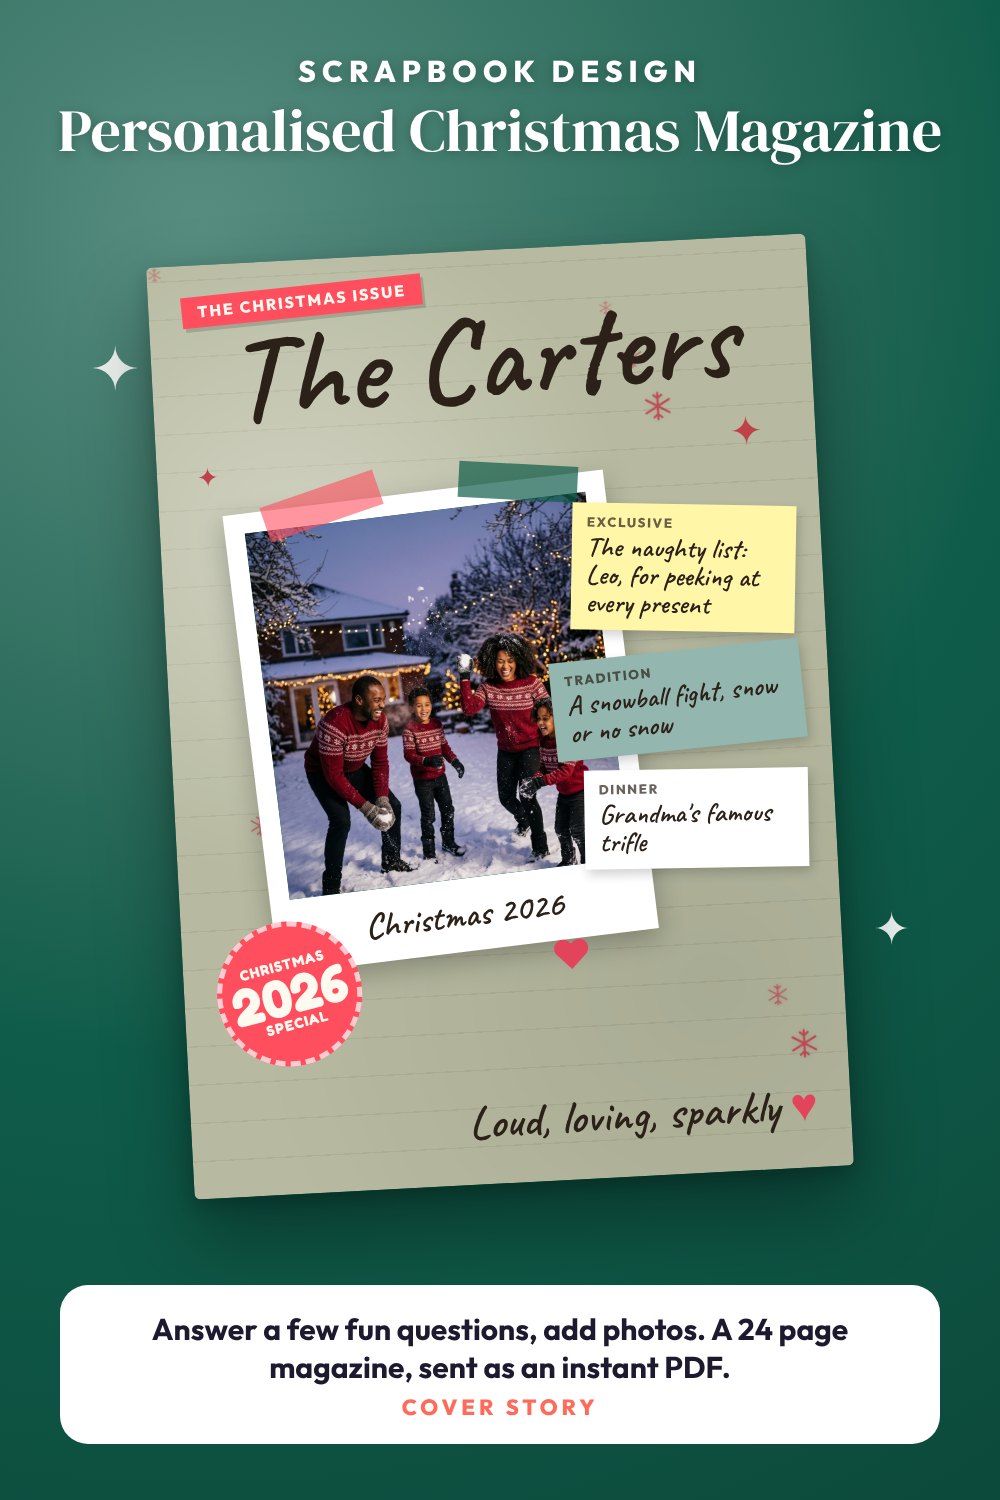 SCRAPBOOK DESIGN
Personalised Christmas Magazine
THE CHRISTMAS ISSUE
The Carters
EXCLUSIVE
The naughty list:
Leo, for peeking at
every present
TRADITION
A snowball fight, snow
or no snow
DINNER
Grandma's famous
trifle
Christmas 2026
CHRISTMAS
2026
SPECIAL
Loud, loving, sparkly
Answer a few fun questions, add photos. A 24 page
magazine, sent as an instant PDF.
COVER STORY